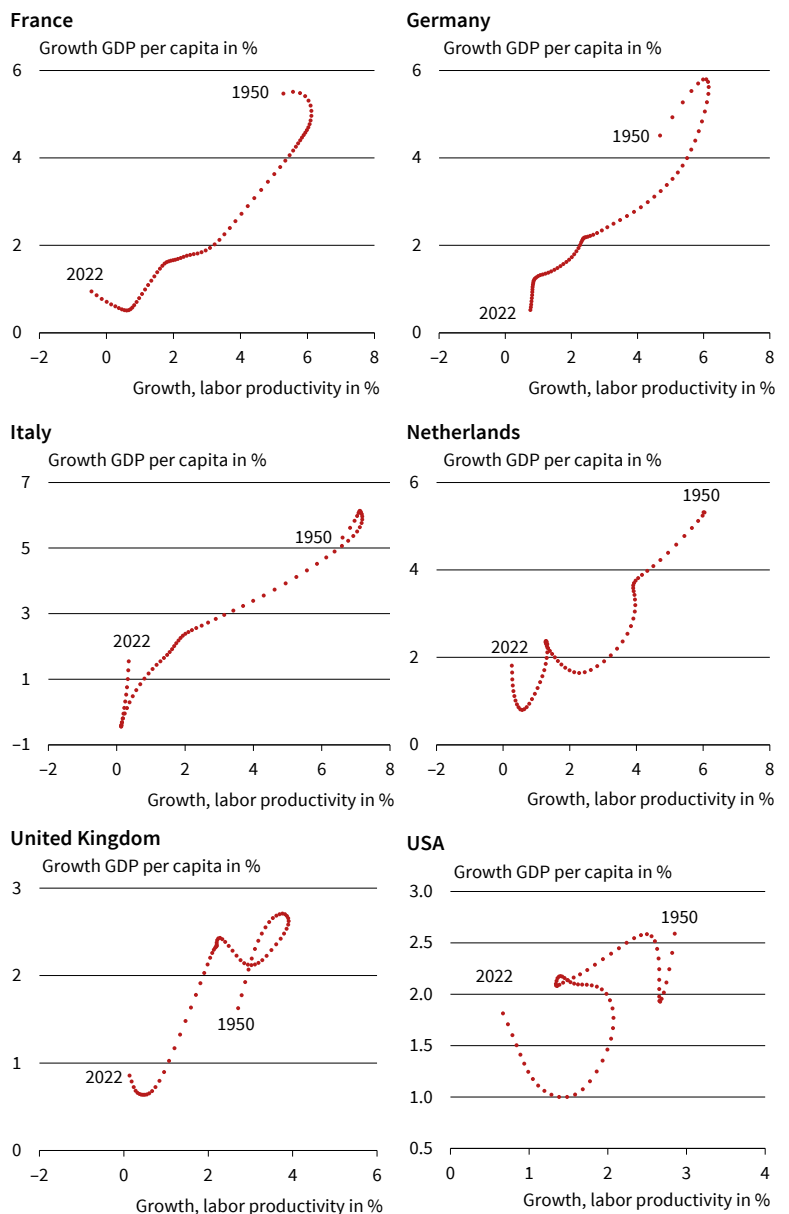 France
Growth GDP per capita in %
6
1950
4
2
2022
0
–2 0 2 4 6 8
Growth, labor productivity in %
Germany
Growth GDP per capita in %
6
1950
4
2
2022
0
–2 0 2 4 6 8
Growth, labor productivity in %
Italy
Growth GDP per capita in %
7
1950
5
3
2022
1
–1
–2 0 2 4 6 8
Growth, labor productivity in %
Netherlands
Growth GDP per capita in %
6
1950
4
2022
2
0
–2 0 2 4 6 8
Growth, labor productivity in %
United Kingdom
Growth GDP per capita in %
3
2
1950
1
2022
0
–2 0 2 4 6
Growth, labor productivity in %
USA
Growth GDP per capita in %
3.0
1950
2.5
2022
2.0
1.5
1.0
0.5
0 1 2 3 4
Growth, labor productivity in %